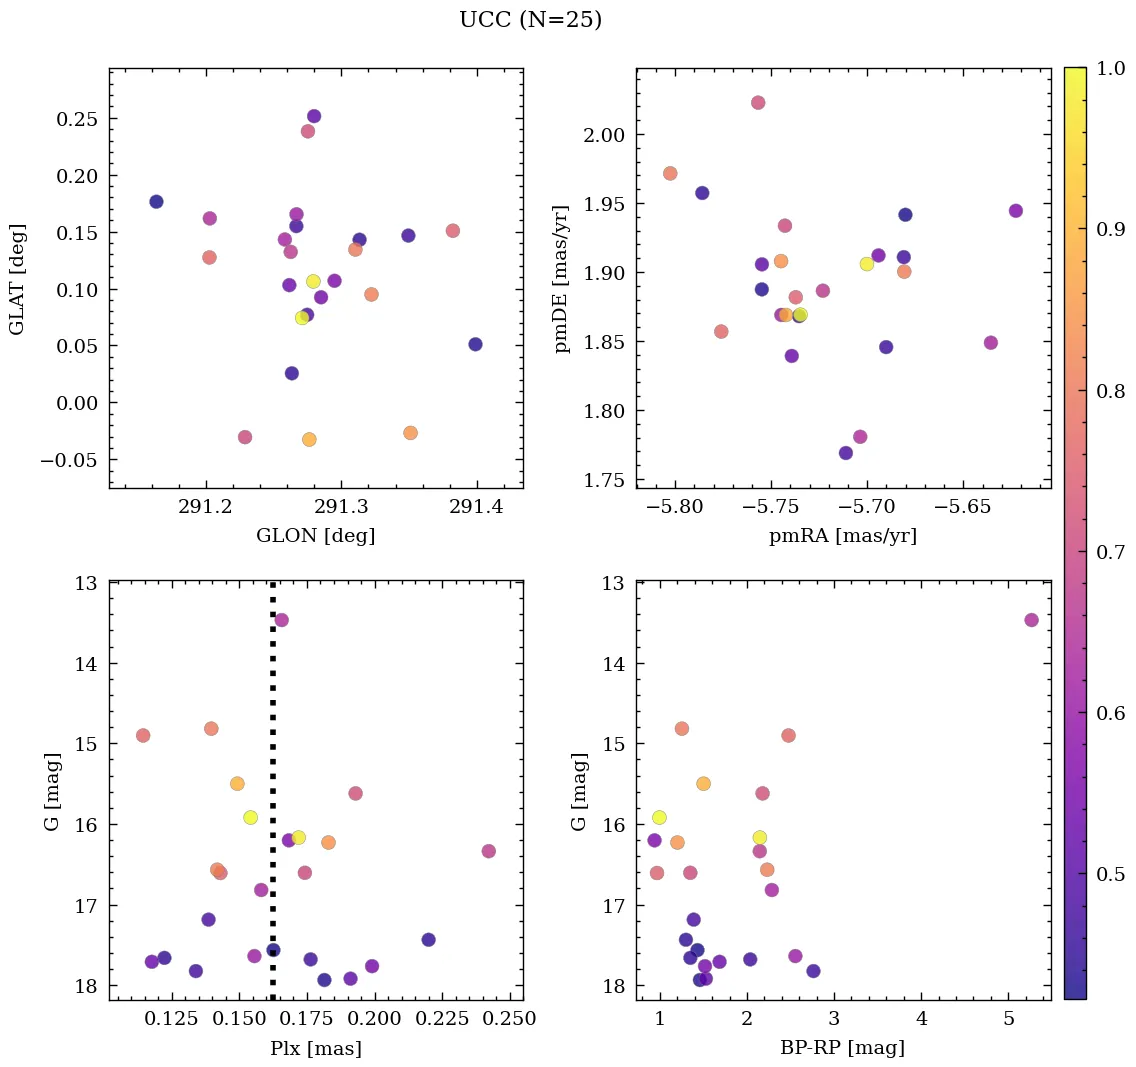 UCC (N=25)
0.25
0.20
0.15
0.10
0.05
0.00
−0.05
GLAT [deg]
291.2 291.3 291.4
GLON [deg]
2.00
1.95
1.90
1.85
1.80
1.75
pmDE [mas/yr]
−5.80 −5.75 −5.70 −5.65
pmRA [mas/yr]
13
14
15
16
17
18
G [mag]
0.125 0.150 0.175 0.200 0.225 0.250
Plx [mas]
13
14
15
16
17
18
G [mag]
1 2 3 4 5
BP-RP [mag]
1.0
0.9
0.8
0.7
0.6
0.5